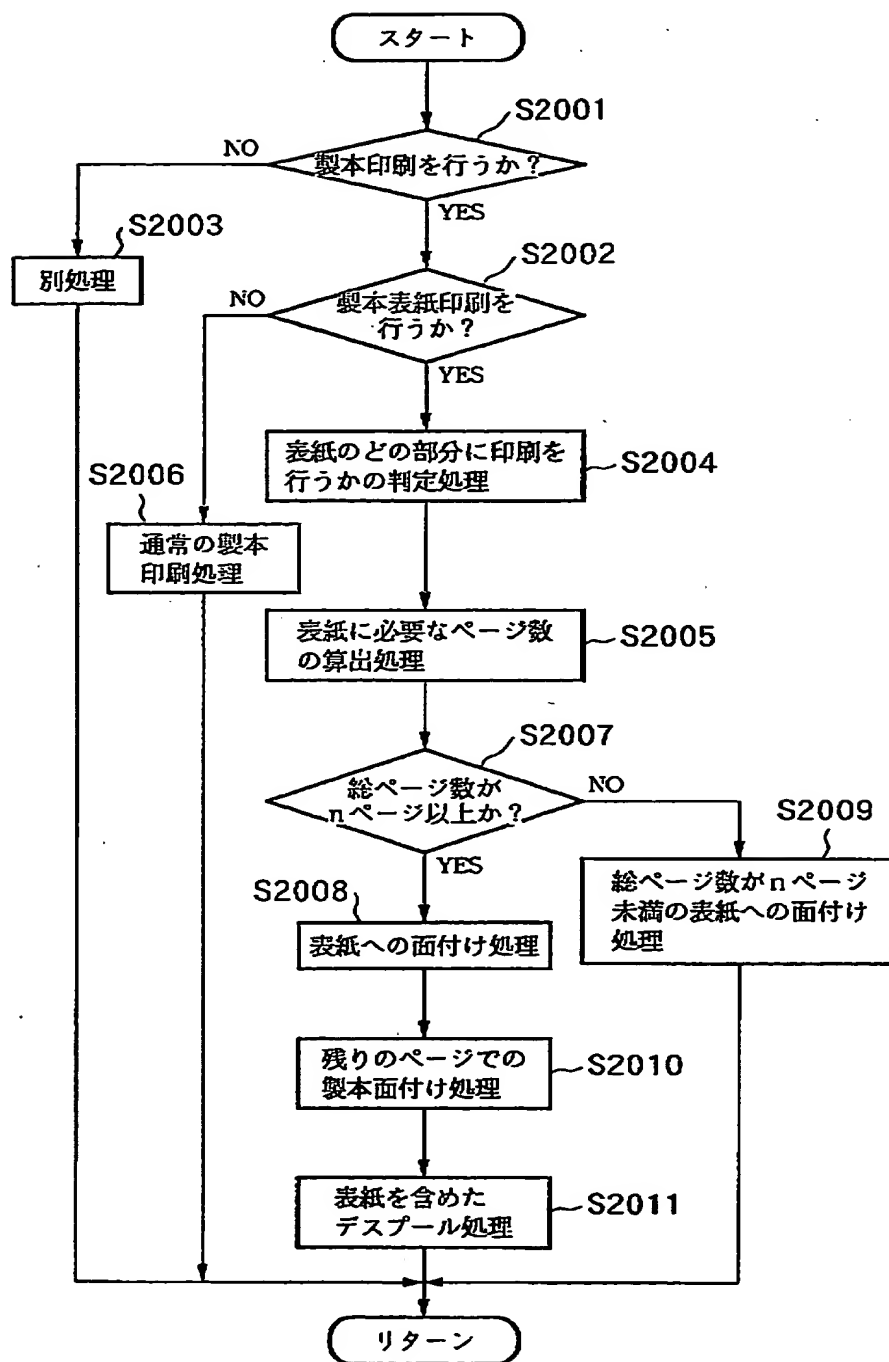 スタート
S2001
製本印刷を行うか？
NO
YES
S2003
別処理
S2002
製本表紙印刷を
行うか？
NO
YES
表紙のどの部分に印刷を
行うかの判定処理
S2004
S2006
通常の製本
印刷処理
表紙に必要なページ数
の算出処理
S2005
S2007
総ページ数が
nページ以上か？
NO
YES
S2009
総ページ数がnページ
未満の表紙への面付け
処理
S2008
表紙への面付け処理
残りのページでの
製本面付け処理
S2010
表紙を含めた
デスプール処理
S2011
リターン